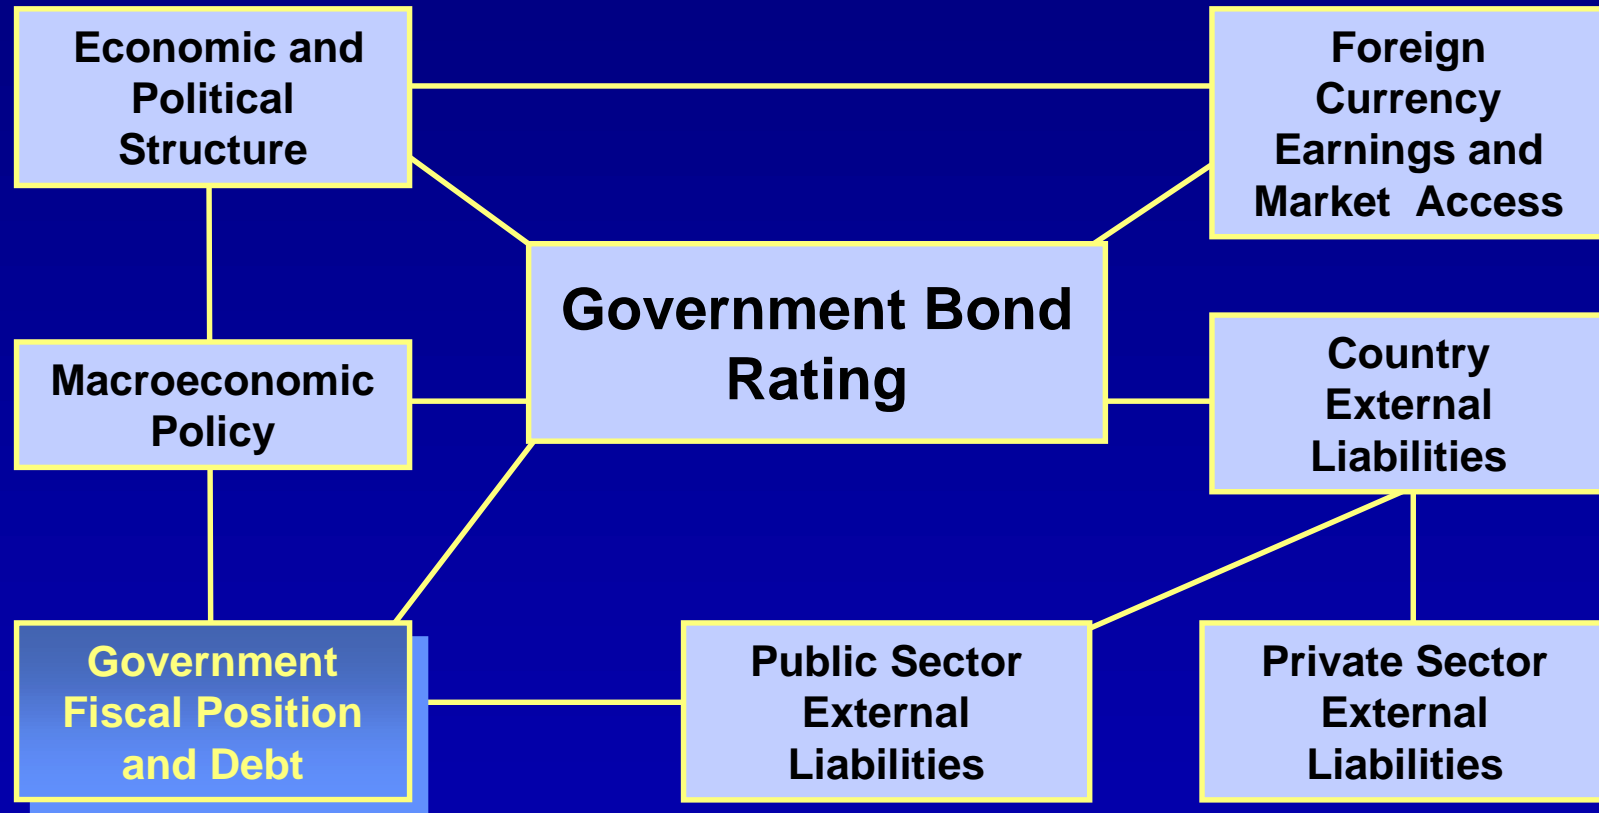 Economic and
Political
Structure
Foreign
Currency
Earnings and
Market  Access
Government Bond
Rating
Macroeconomic
Policy
Country
External
Liabilities
Government
Fiscal Position
and Debt
Public Sector
External
Liabilities
Private Sector
External
Liabilities